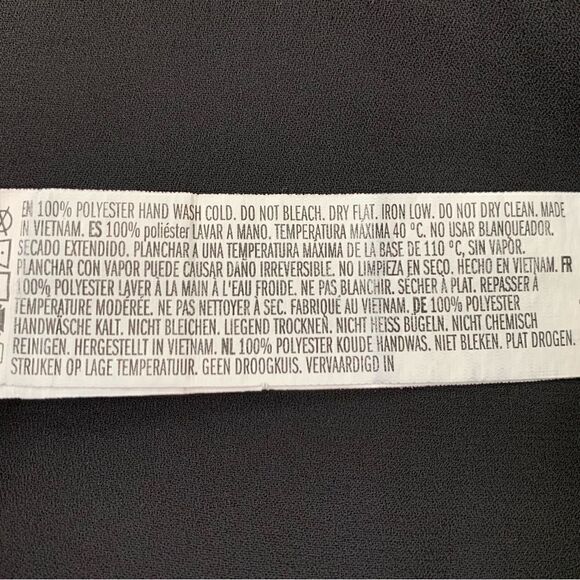 EN 100% POLYESTER HAND WASH COLD. DO NOT BLEACH. DRY FLAT. IRON LOW. DO NOT DRY CLEAN. MADE
IN VIETNAM. ES 100% poliéster LAVAR A MANO. TEMPERATURA MÁXIMA 40 °C. NO USAR BLANQUEADOR.
SECADO EXTENDIDO. PLANCHAR A UNA TEMPERATURA MÁXIMA DE LA BASE DE 110 °C, SIN VAPOR.
PLANCHAR CON VAPOR PUEDE CAUSAR DAÑO IRREVERSIBLE. NO LIMPIEZA EN SECO. HECHO EN VIETNAM. FR
100% POLYESTER LAVER À LA MAIN À L'EAU FROIDE. NE PAS BLANCHIR. SÉCHER À PLAT. REPASSER À
TEMPÉRATURE MODÉRÉE. NE PAS NETTOYER À SEC. FABRIQUÉ AU VIETNAM. DE 100% POLYESTER
HANDWÄSCHE KALT. NICHT BLEICHEN. LIEGEND TROCKNEN. NICHT HEISS BÜGELN. NICHT CHEMISCH
REINIGEN. HERGESTELLT IN VIETNAM. NL 100% POLYESTER KOUDE HANDWAS. NIET BLEKEN. PLAT DROGEN.
STRIJKEN OP LAGE TEMPERATUUR. GEEN DROOGKUIS. VERVAARDIGD IN